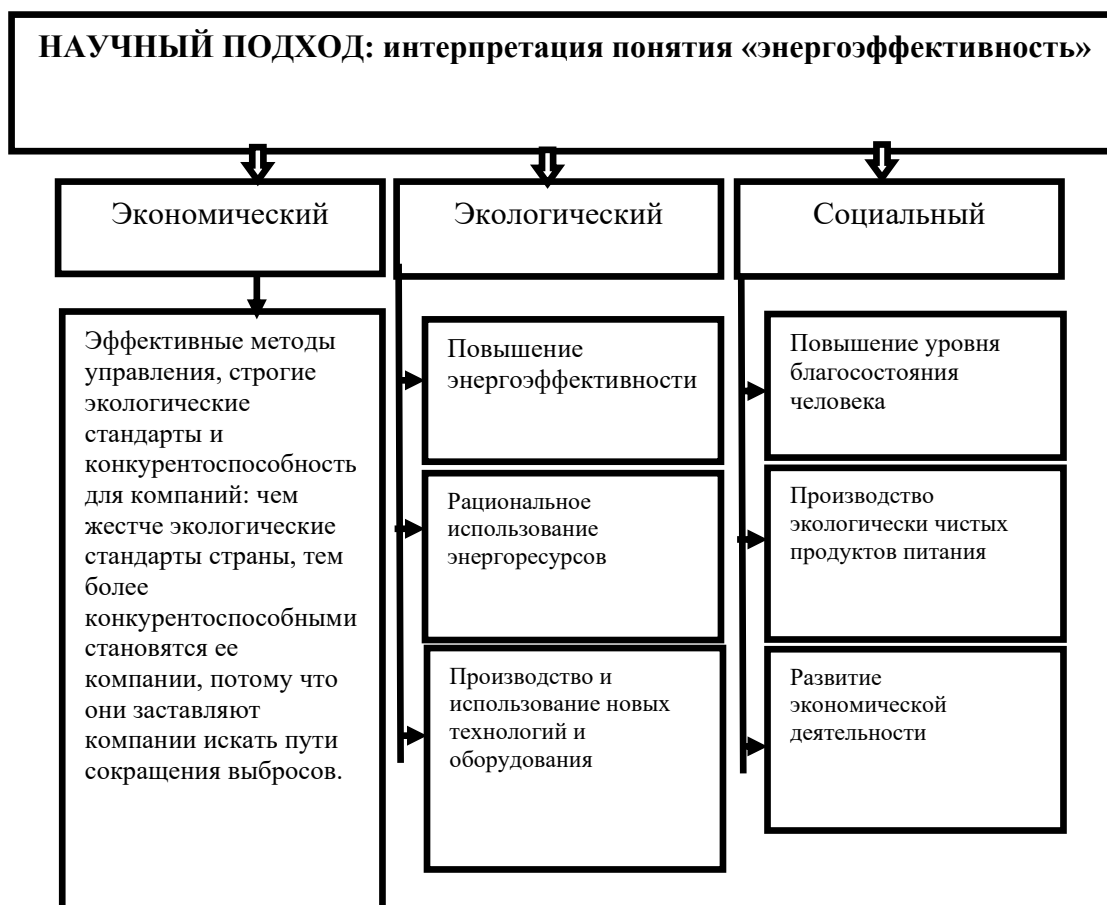 НАУЧНЫЙ ПОДХОД: интерпретация понятия «энергоэффективность»
Экономический
Экологический
Социальный
Эффективные методы
управления, строгие
экологические
стандарты и
конкурентоспособность
для компаний: чем
жестче экологические
стандарты страны, тем
более
конкурентоспособными
становятся ее
компании, потому что
они заставляют
компании искать пути
сокращения выбросов.
Повышение
энергоэффективности
Рациональное
использование
энергоресурсов
Производство и
использование новых
технологий и
оборудования
Повышение уровня
благосостояния
человека
Производство
экологически чистых
продуктов питания
Развитие
экономической
деятельности